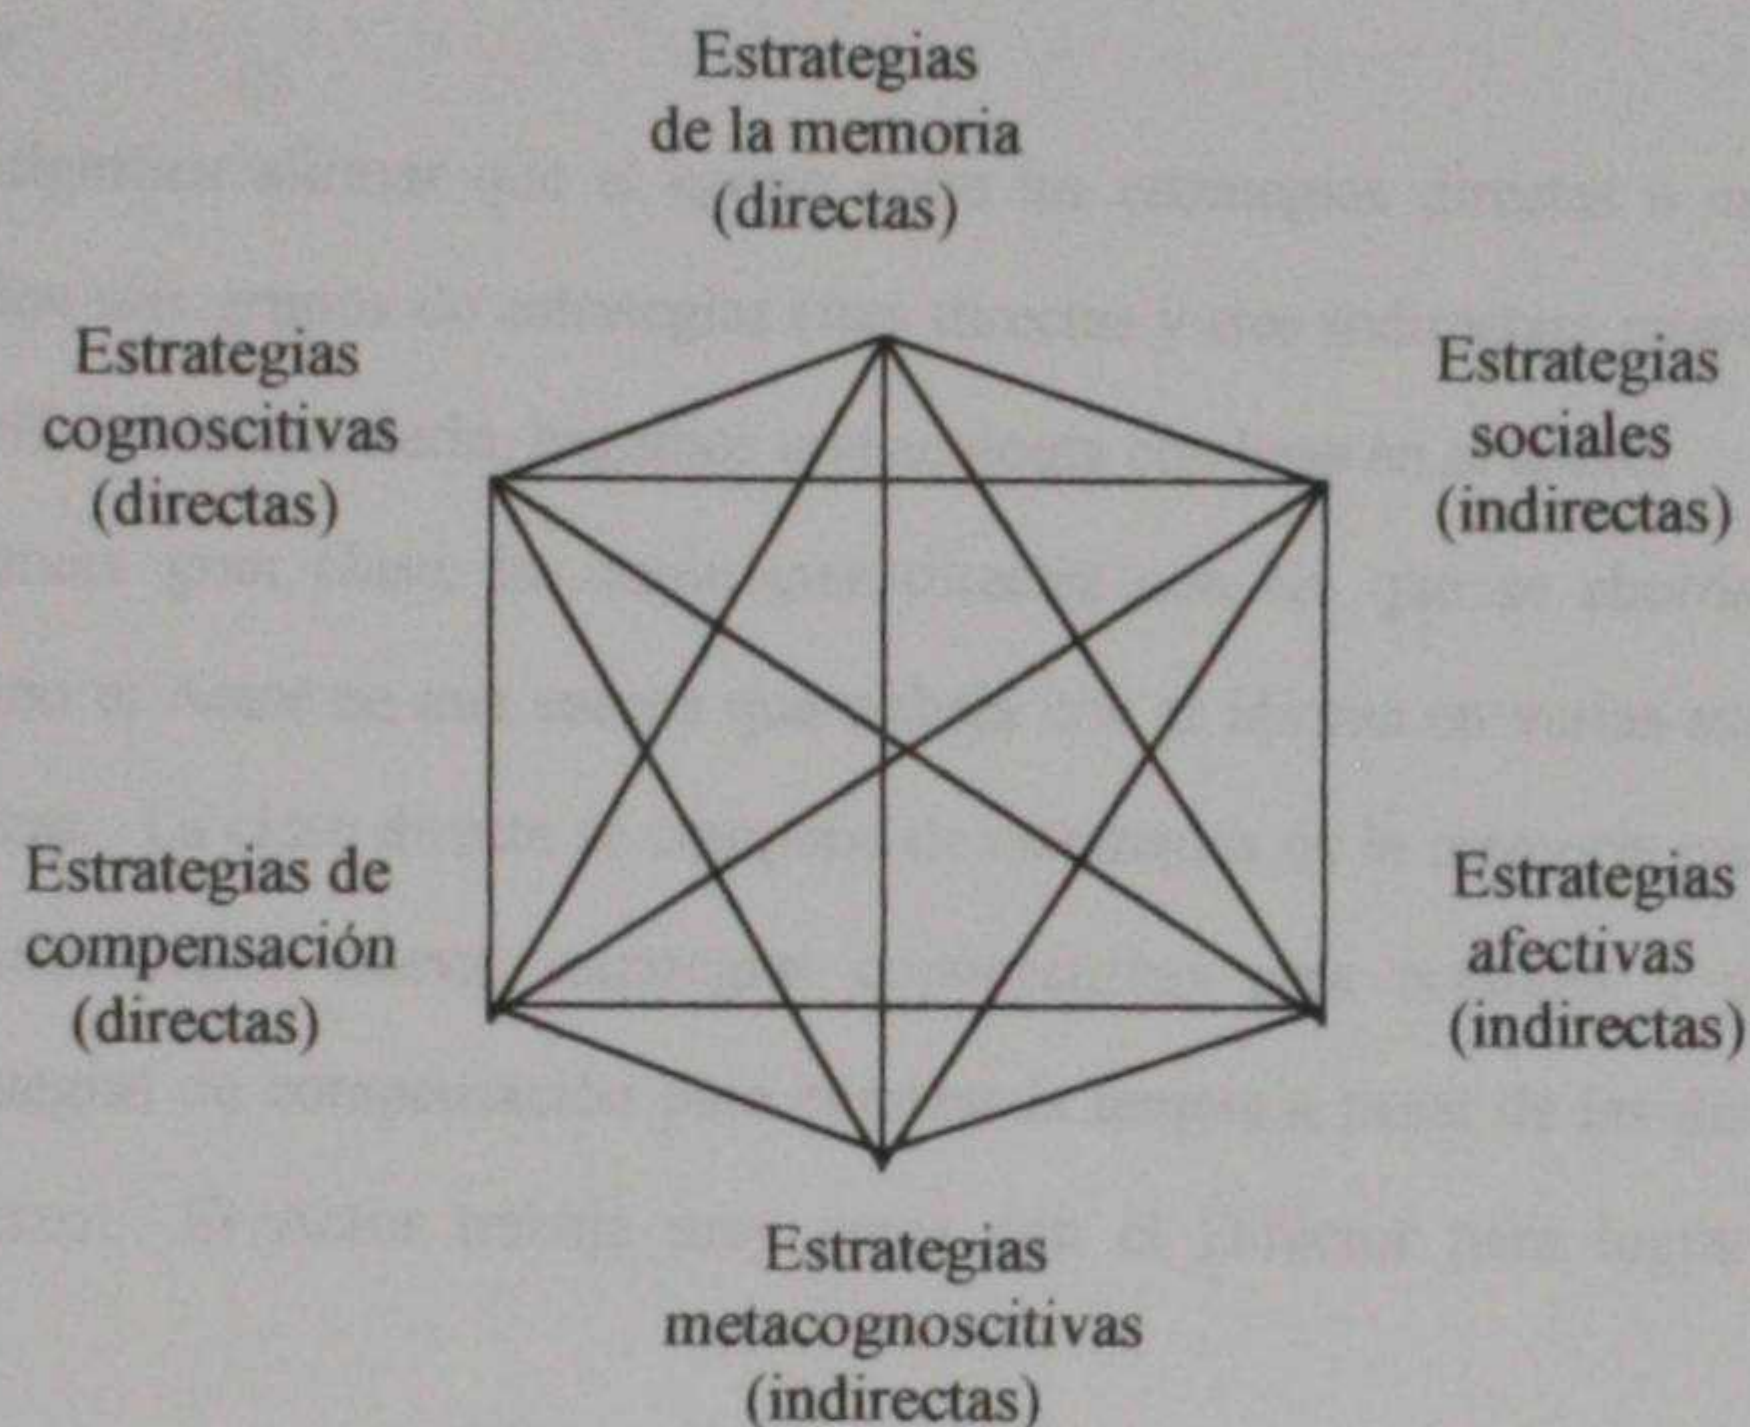 Estrategias
de la memoria
(directas)
Estrategias
cognoscitivas
(directas)
Estrategias
sociales
(indirectas)
Estrategias de
compensación
(directas)
Estrategias
afectivas
(indirectas)
Estrategias
metacognoscitivas
(indirectas)